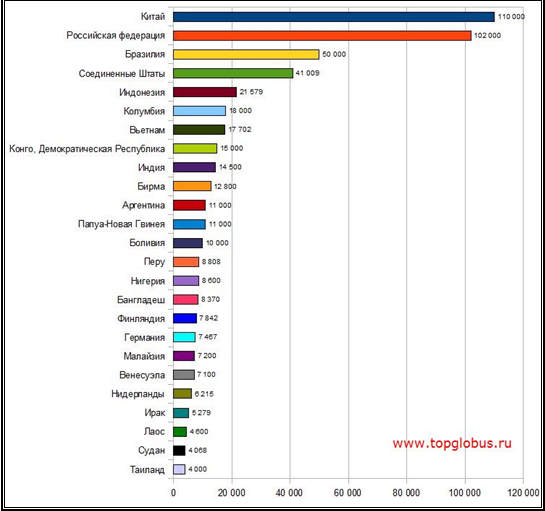 Китай 110 000
Российская федерация 102 000
Бразилия 50 000
Соединенные Штаты 41 009
Индонезия 21 579
Колумбия 18 000
Вьетнам 17 702
Конго, Демократическая Республика 15 000
Индия 14 500
Бирма 12 800
Аргентина 11 000
Папуа-Новая Гвинея 11 000
Боливия 10 000
Перу 8 808
Нигерия 8 600
Бангладеш 8 370
Финляндия 7 842
Германия 7 467
Малайзия 7 200
Венесуэла 7 100
Нидерланды 6 215
Ирак 5 279
Лаос 4 600
Судан 4 068
Таиланд 4 000
www.topglobus.ru
0 20 000 40 000 60 000 80 000 100 000 120 000